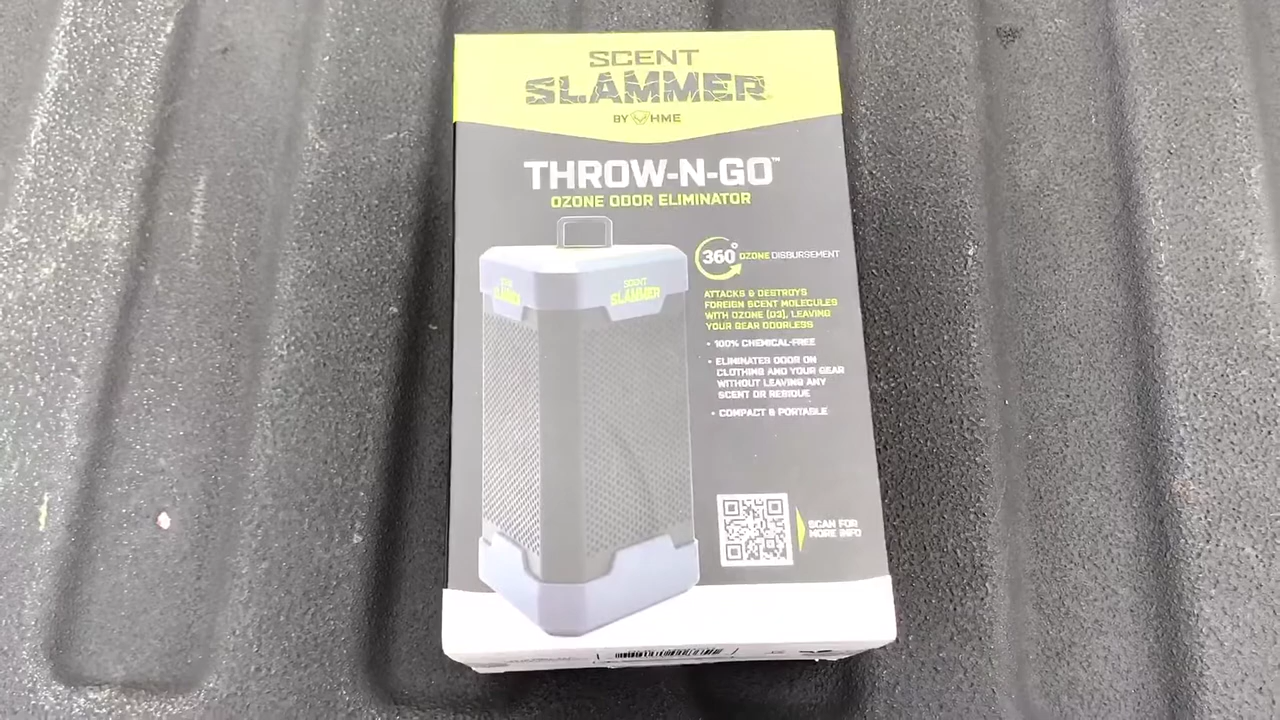 SCENT
SLAMMER
BY HME
THROW-N-GO™
OZONE ODOR ELIMINATOR
360° OZONE DISBURSEMENT
SCENT
SLAMMER
ATTACKS & DESTROYS
FOREIGN SCENT MOLECULES
WITH OZONE (O3), LEAVING
YOUR GEAR ODORLESS
• 100% CHEMICAL-FREE
• ELIMINATES ODOR ON
CLOTHING AND YOUR GEAR
WITHOUT LEAVING ANY
SCENT OR RESIDUE
• COMPACT & PORTABLE
SCAN FOR
MORE INFO